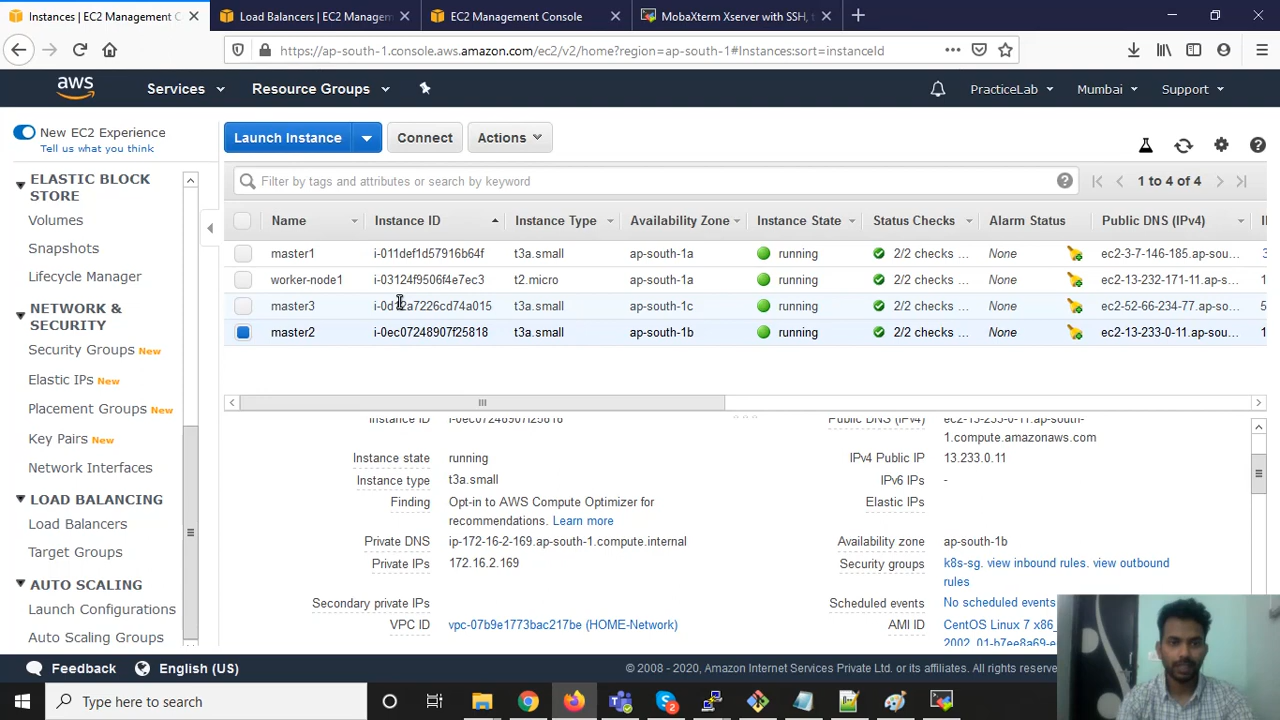 Instances | EC2 Management C
Load Balancers | EC2 Managem
EC2 Management Console
MobaXterm Xserver with SSH,
https://ap-south-1.console.aws.amazon.com/ec2/v2/home?region=ap-south-1#Instances:sort=instanceId
aws
Services
Resource Groups
PracticeLab
Mumbai
Support
New EC2 Experience
Tell us what you think
ELASTIC BLOCK
STORE
Volumes
Snapshots
Lifecycle Manager
NETWORK &
SECURITY
Security Groups New
Elastic IPs New
Placement Groups New
Key Pairs New
Network Interfaces
LOAD BALANCING
Load Balancers
Target Groups
AUTO SCALING
Launch Configurations
Auto Scaling Groups
Launch Instance
Connect
Actions
Filter by tags and attributes or search by keyword
1 to 4 of 4
Name Instance ID Instance Type Availability Zone Instance State Status Checks Alarm Status Public DNS (IPv4)
master1 i-011def1d57916b64f t3a.small ap-south-1a running 2/2 checks ... None ec2-3-7-146-185.ap-so...
worker-node1 i-03124f9506f4e7ec3 t2.micro ap-south-1a running 2/2 checks ... None ec2-13-232-171-11.ap-s...
master3 t3a.small ap-south-1c running 2/2 checks ... None ec2-52-66-234-77.ap-so...
master2 i-0ec07248907f25818 t3a.small ap-south-1b running 2/2 checks ... None ec2-13-233-0-11.ap-sou...
Instance ID i-0ec07248907f25818
Instance state running
Instance type t3a.small
Finding Opt-in to AWS Compute Optimizer for
recommendations. Learn more
Private DNS ip-172-16-2-169.ap-south-1.compute.internal
Private IPs 172.16.2.169
Secondary private IPs
VPC ID vpc-07b9e1773bac217be (HOME-Network)
Public DNS (IPv4) ec2-13-233-0-11.ap-south-
1.compute.amazonaws.com
IPv4 Public IP 13.233.0.11
IPv6 IPs -
Elastic IPs
Availability zone ap-south-1b
Security groups k8s-sg. view inbound rules. view outbound
rules
Scheduled events No scheduled events
AMI ID CentOS Linux 7 x86_
Feedback
English (US)
© 2008 - 2020, Amazon Internet Services Private Ltd. or its affiliates. All rights rese
Type here to search